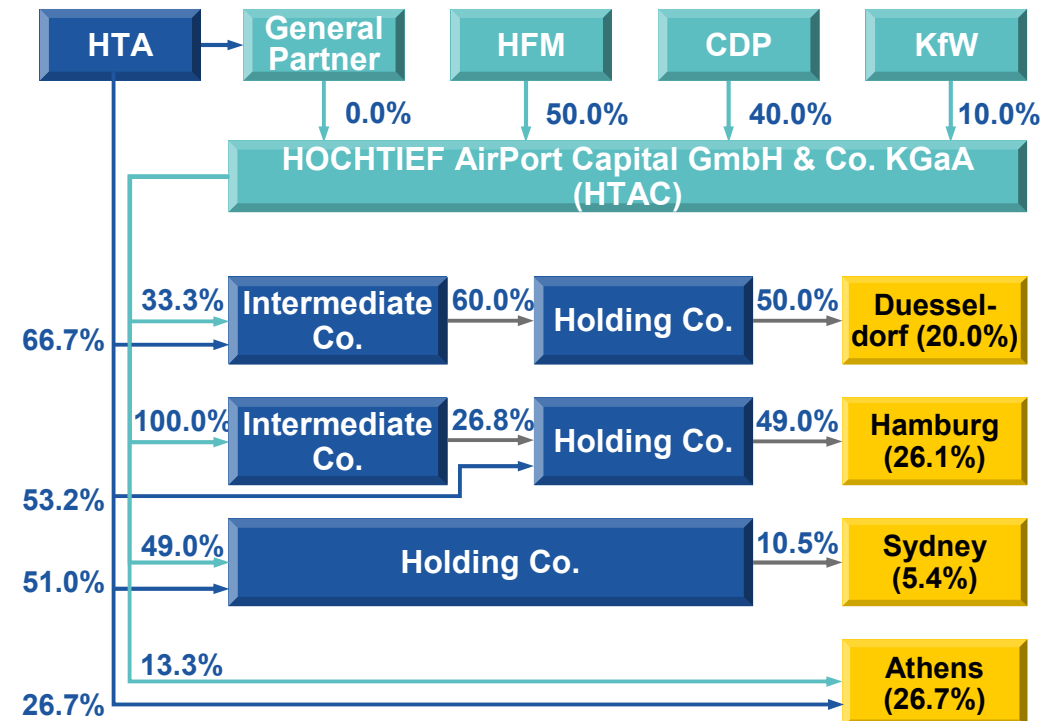 HTA
General
Partner
HFM
CDP
KfW
0.0%
50.0%
40.0%
10.0%
HOCHTIEF AirPort Capital GmbH & Co. KGaA
(HTAC)
33.3%
66.7%
Intermediate
Co.
60.0%
Holding Co.
50.0%
Duessel-
dorf (20.0%)
100.0%
Intermediate
Co.
26.8%
Holding Co.
49.0%
Hamburg
(26.1%)
53.2%
49.0%
51.0%
Holding Co.
10.5%
Sydney
(5.4%)
13.3%
26.7%
Athens
(26.7%)